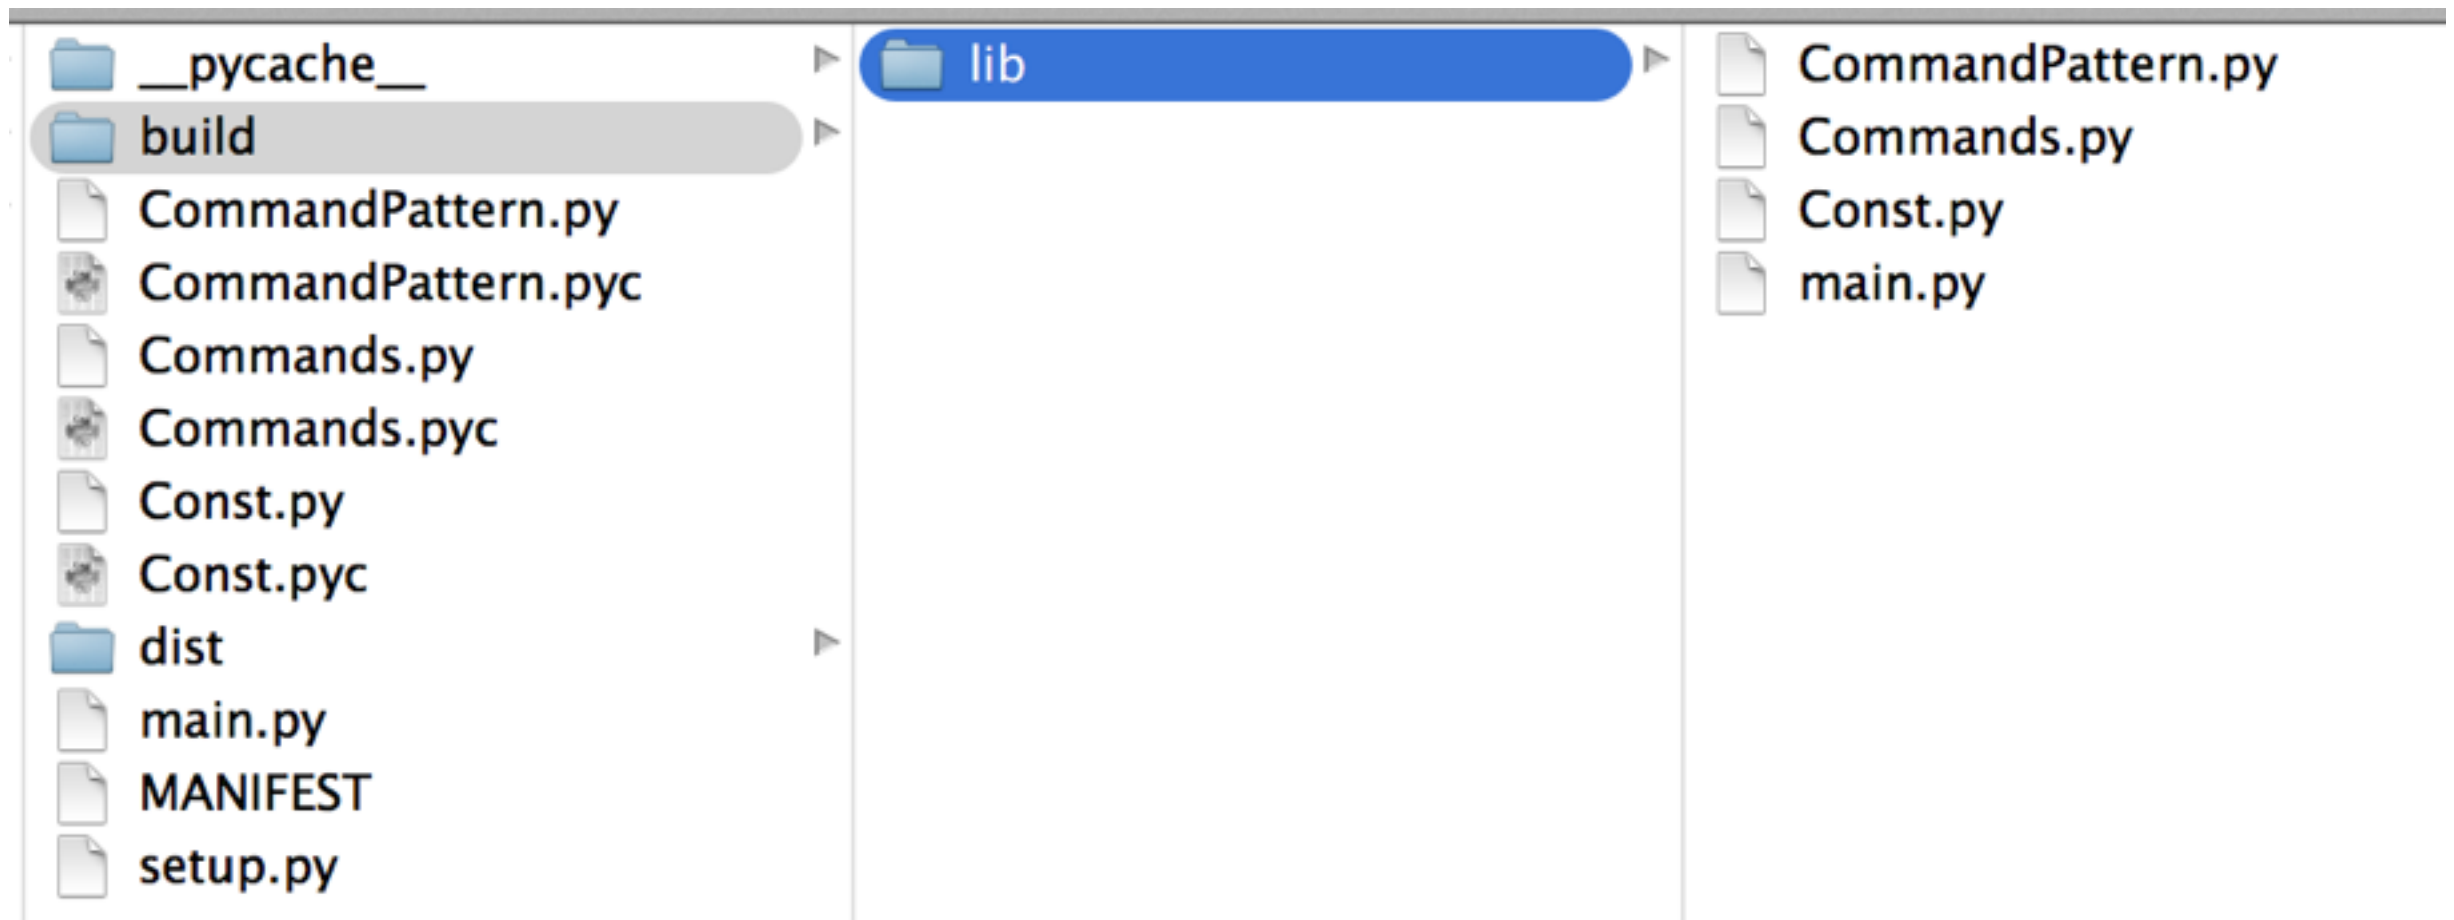 __pycache__
build
CommandPattern.py
CommandPattern.pyc
Commands.py
Commands.pyc
Const.py
Const.pyc
dist
main.py
MANIFEST
setup.py
lib
CommandPattern.py
Commands.py
Const.py
main.py